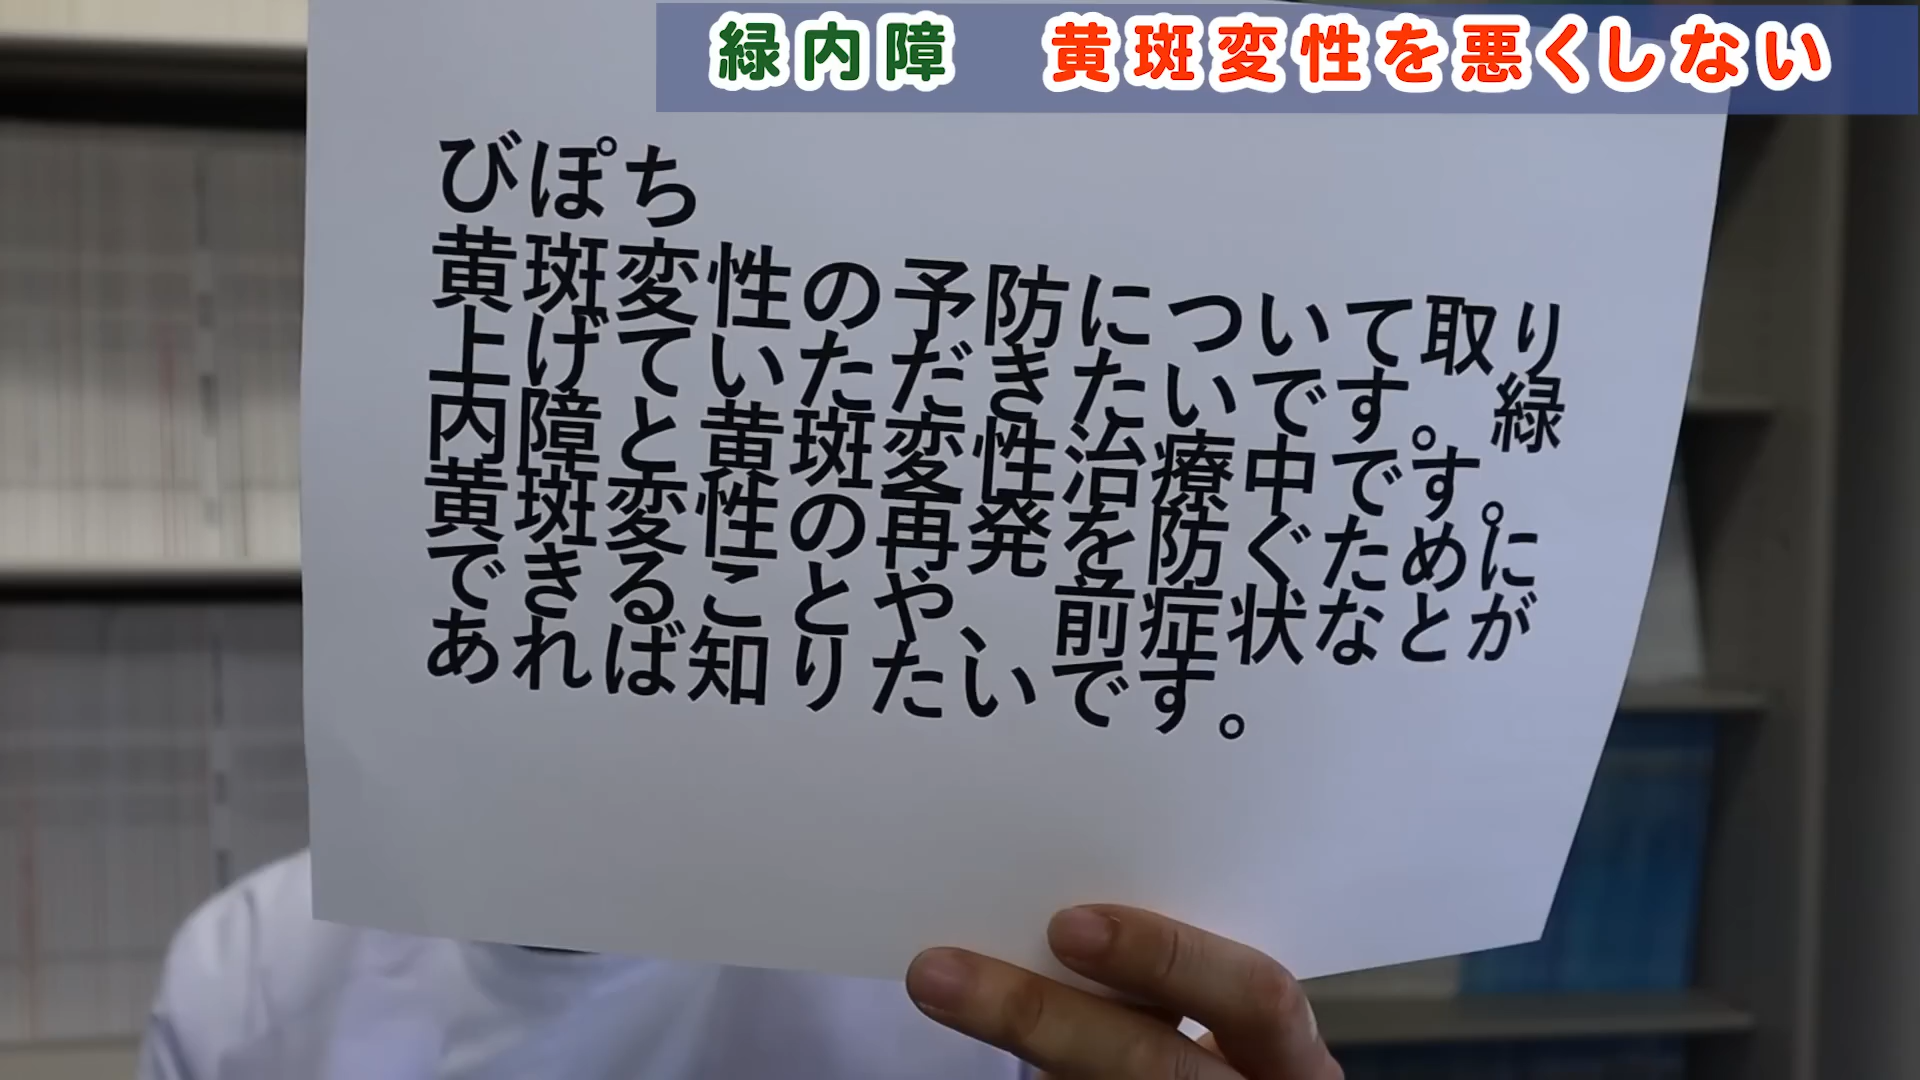 緑内障　黄斑変性を悪くしない
びぽち
黄斑変性の予防について取り
上げていただきたいです。緑
内障と黄斑変性治療中です。
黄斑変性の再発を防ぐために
できることや、前症状なとが
あれば知りたいです。